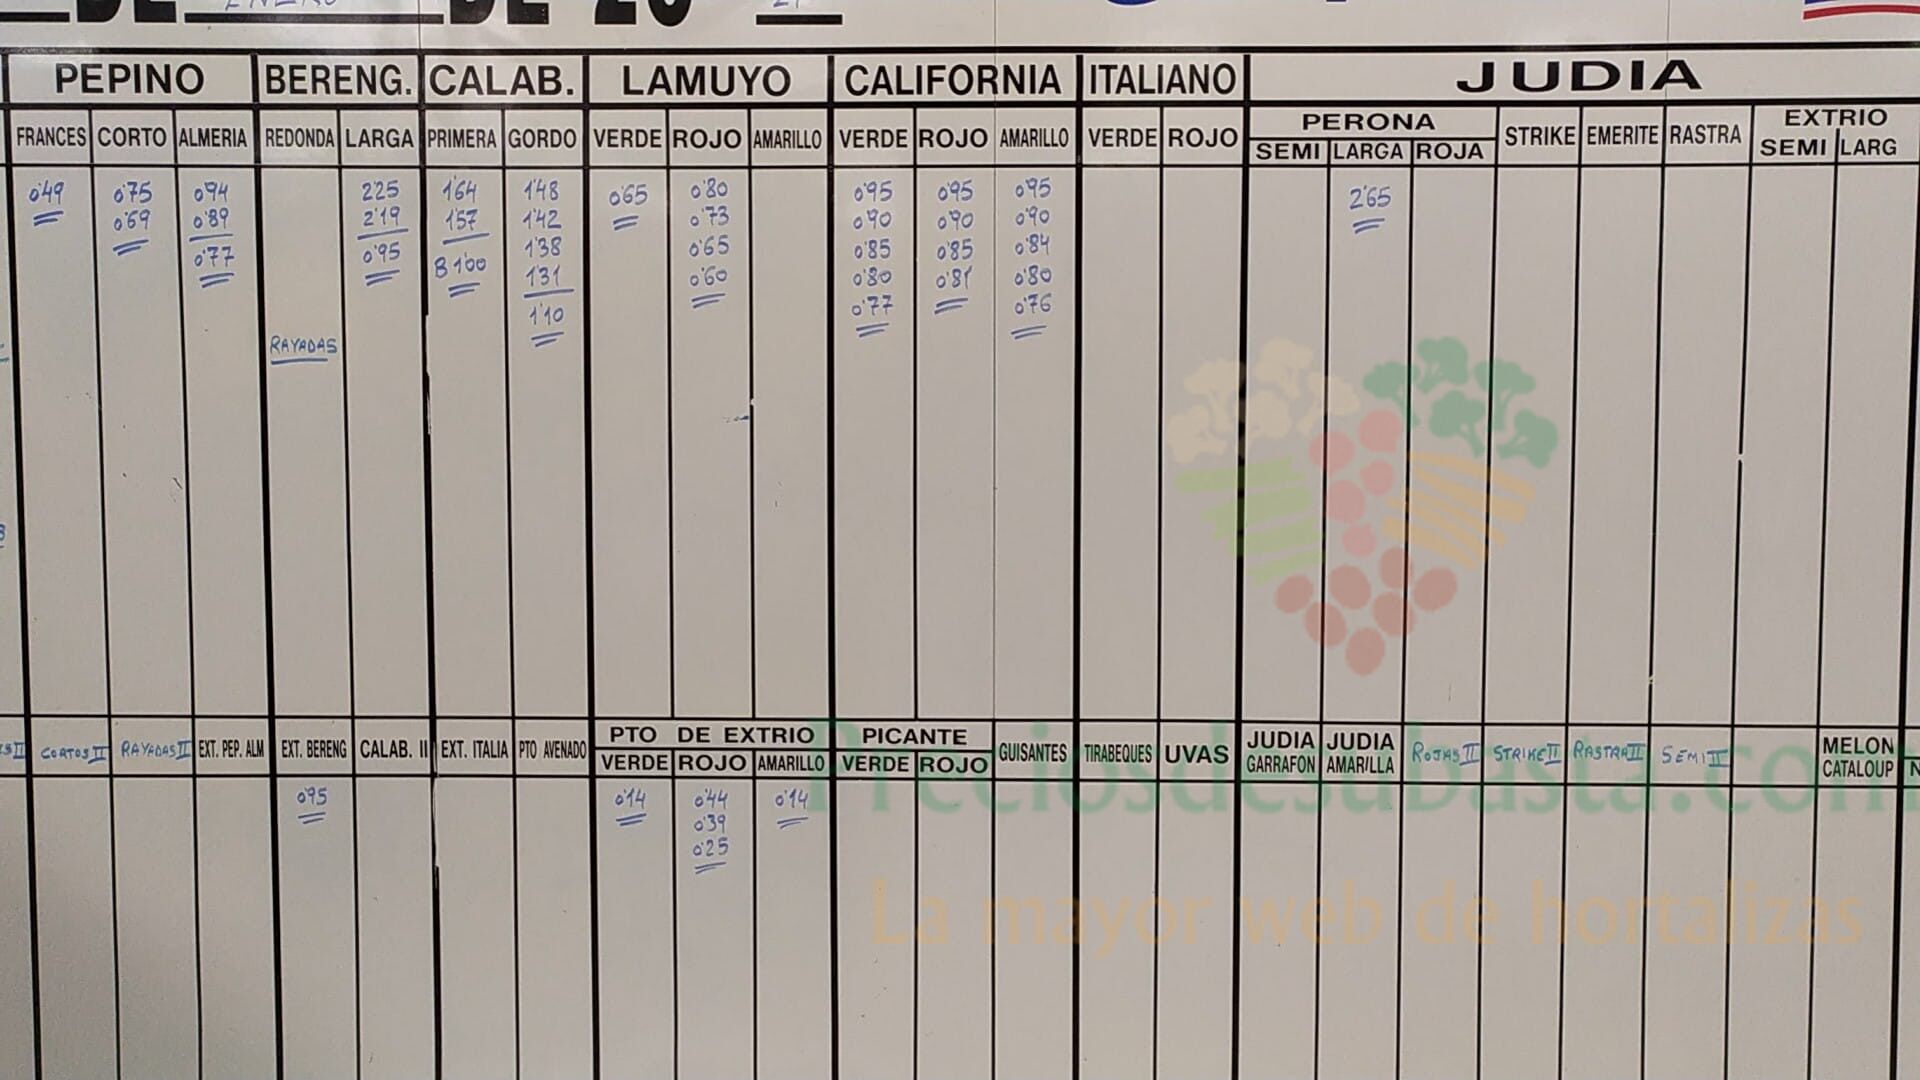 DE ENERO DE 20 21
PEPINO BERENG. CALAB. LAMUYO CALIFORNIA ITALIANO JUDIA
FRANCES CORTO ALMERIA REDONDA LARGA PRIMERA GORDO VERDE ROJO AMARILLO VERDE ROJO AMARILLO VERDE ROJO PERONA STRIKE EMERITE RASTRA EXTRIO
SEMI LARGA ROJA SEMI LARG
0'49 0'75 0'94 2'25 1'64 1'48 0'65 0'80 0'95 0'95 0'95 2'65
0'69 0'89 2'19 1'57 1'42 0'73 0'90 0'90 0'90
0'77 0'95 B 1'00 1'38 0'65 0'85 0'85 0'84
1'31 0'60 0'80 0'81 0'80
1'10 0'77 0'76
RAYADAS
CORTOS II RAYADAS II EXT. PEP. ALM EXT. BERENG CALAB. II EXT. ITALIA PTO AVENADO PTO DE EXTRIO PICANTE GUISANTES TIRABEQUES UVAS JUDIA GARRAFON JUDIA AMARILLA ROJAS II STRIKE II RASTRA II SEMI II MELON CATALOUP
VERDE ROJO AMARILLO VERDE ROJO
0'95 0'14 0'44 0'14
0'39
0'25
Preciosdesubasta.com
La mayor web de hortalizas